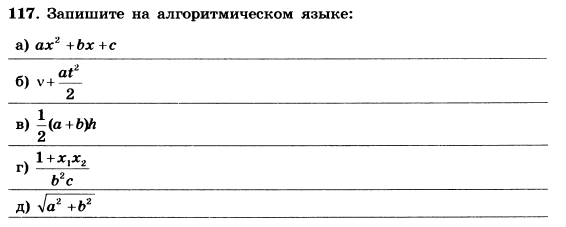 117. Запишите на алгоритмическом языке:
а) ax² + bx + c
б) v + at²/2
в) 1/2(a + b)h
г) 1 + x₁x₂/b²c
д) √a² + b²